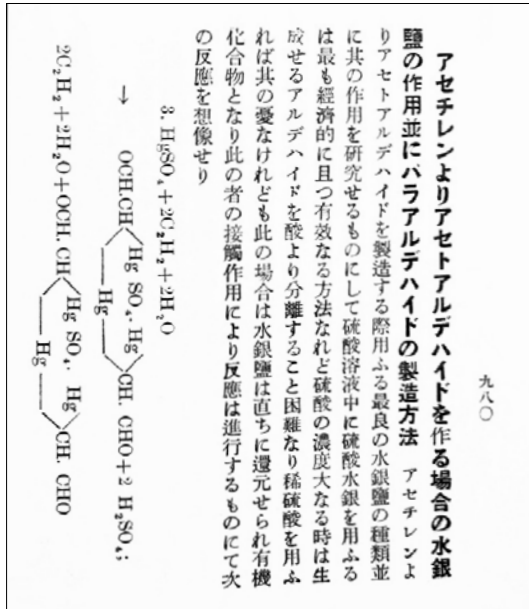 九八〇
アセチレンよりアセトアルデハイドを作る場合の水銀
鹽の作用並にパラアルデハイドの製造方法　アセチレンよ
りアセトアルデハイドを製造する際用ふる最良の水銀鹽の種類並
に其の作用を研究せるものにして硫酸溶液中に硫酸水銀を用ふる
は最も經濟的に且つ有效なる方法なれど硫酸の濃度大なる時は生
成せるアルデハイドを酸より分離すること困難なり稀硫酸を用ふ
れば其の憂なけれども此の場合は水銀鹽は直ちに還元せられ有機
化合物となり此の者の接觸作用により反應は進行するものにて次
の反應を想像せり
3. HgSO₄+2C₂H₂+2H₂O
→ OCH.CH
Hg SO₄. Hg
Hg
CH. CHO+2 H₂SO₄;
2C₂H₂+2H₂O+OCH. CH
Hg SO₄. Hg
Hg
CH. CHO